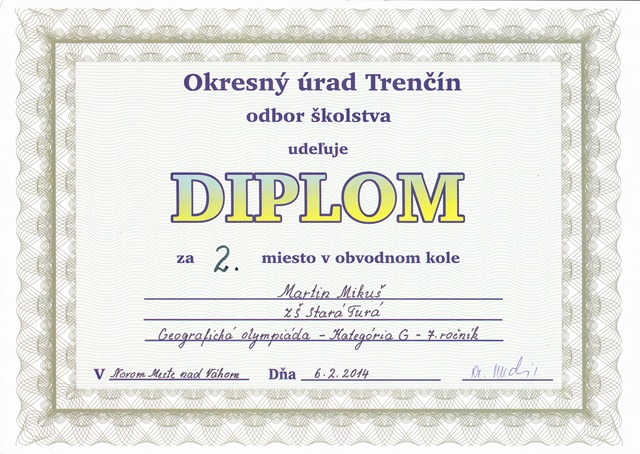 Okresný úrad Trenčín
odbor školstva
udeľuje
DIPLOM
za 2. miesto v obvodnom kole
Martin Mikuš
ZŠ Stará Turá
Geografická olympiáda - Kategória G - 7. ročník
V Novom Meste nad Váhom Dňa 6.2.2014